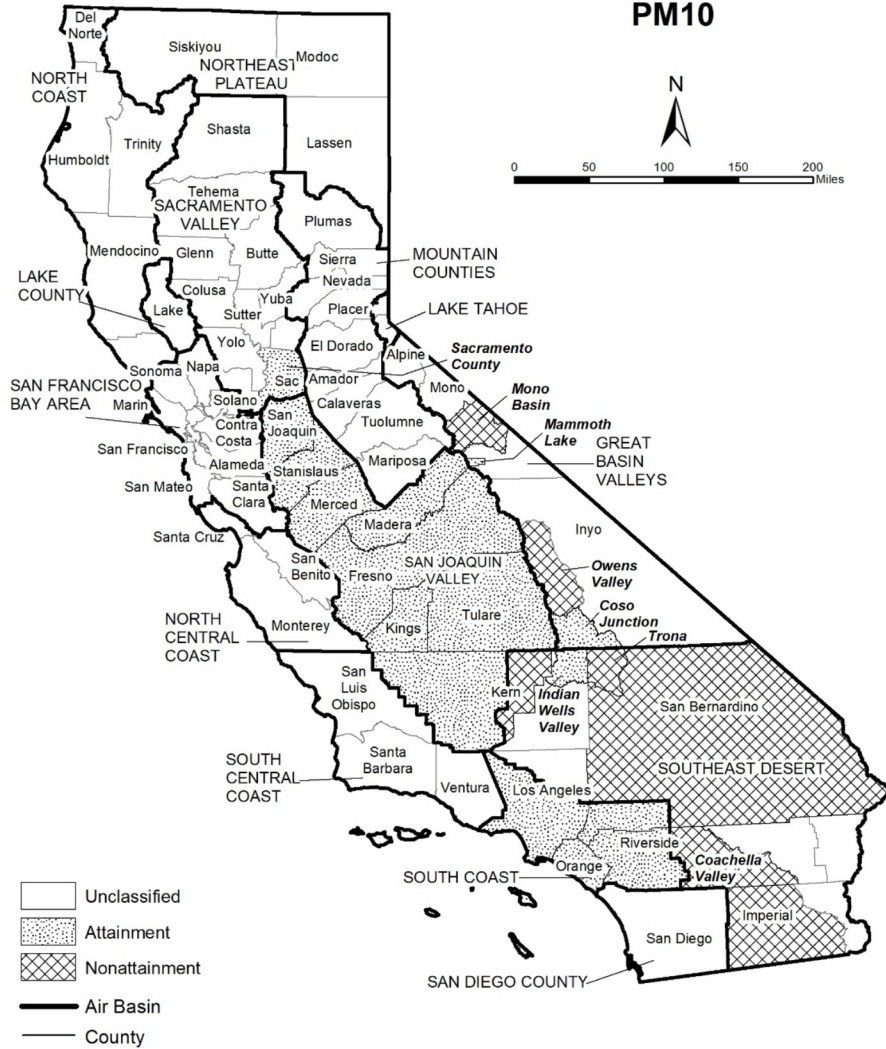 PM10
N
0 50 100 150 200
Miles
Del
Norte
Siskiyou
Modoc
NORTHEAST
PLATEAU
NORTH
COAST
Shasta
Trinity
Lassen
Humboldt
Tehema
SACRAMENTO
VALLEY
Plumas
Mendocino
Glenn
Butte
Sierra
MOUNTAIN
COUNTIES
Nevada
LAKE
COUNTY
Colusa
Yuba
Lake
Sutter
Placer
LAKE TAHOE
Yolo
El Dorado
Alpine
Sacramento
County
Sonoma
Napa
Sac
Amador
Mono
SAN FRANCISCO
BAY AREA
Marin
Solano
Calaveras
Mono
Basin
Contra
Costa
San
Joaquin
Tuolumne
Mammoth
Lake
GREAT
BASIN
VALLEYS
San Francisco
Alameda
Stanislaus
Mariposa
San Mateo
Santa
Clara
Merced
Madera
Santa Cruz
San
Benito
Fresno
SAN JOAQUIN
VALLEY
Inyo
Owens
Valley
NORTH
CENTRAL
COAST
Monterey
Kings
Tulare
Coso
Junction
Trona
San
Luis
Obispo
Kern
Indian
Wells
Valley
San Bernardino
SOUTH
CENTRAL
COAST
Santa
Barbara
Ventura
Los Angeles
SOUTHEAST DESERT
Riverside
Coachella
Valley
SOUTH COAST
Orange
Imperial
San Diego
SAN DIEGO COUNTY
Unclassified
Attainment
Nonattainment
Air Basin
County